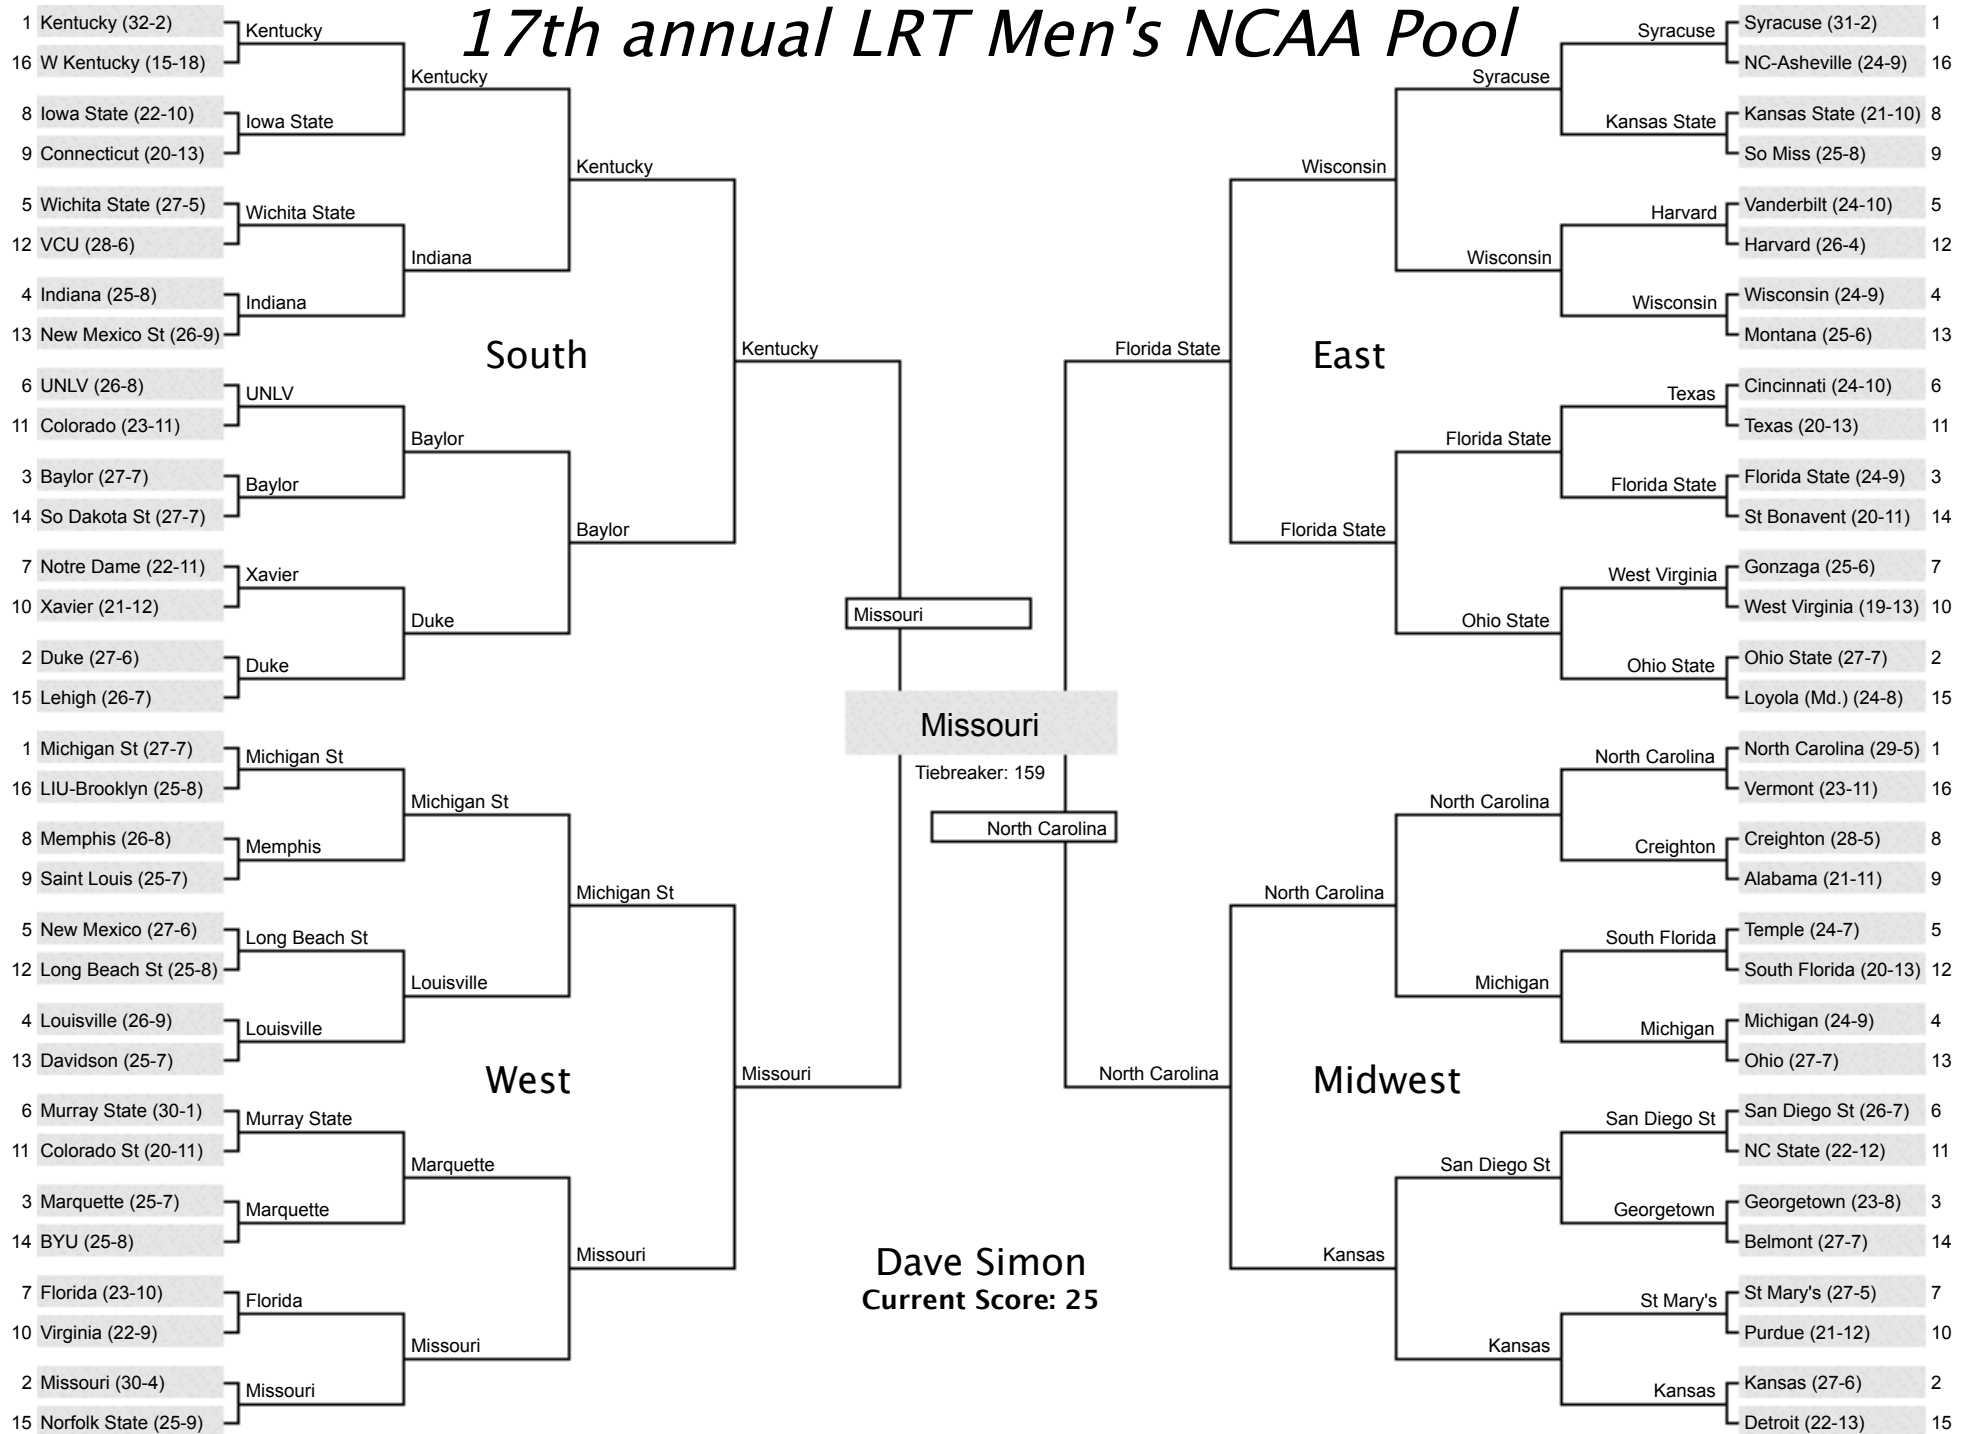 17th annual LRT Men's NCAA Pool
1 Kentucky (32-2)
16 W Kentucky (15-18)
8 Iowa State (22-10)
9 Connecticut (20-13)
5 Wichita State (27-5)
12 VCU (28-6)
4 Indiana (25-8)
13 New Mexico St (26-9)
6 UNLV (26-8)
11 Colorado (23-11)
3 Baylor (27-7)
14 So Dakota St (27-7)
7 Notre Dame (22-11)
10 Xavier (21-12)
2 Duke (27-6)
15 Lehigh (26-7)
Kentucky
Iowa State
Wichita State
Indiana
UNLV
Baylor
Xavier
Duke
Kentucky
Indiana
Baylor
Duke
Kentucky
Baylor
Kentucky
South
1 Michigan St (27-7)
16 LIU-Brooklyn (25-8)
8 Memphis (26-8)
9 Saint Louis (25-7)
5 New Mexico (27-6)
12 Long Beach St (25-8)
4 Louisville (26-9)
13 Davidson (25-7)
6 Murray State (30-1)
11 Colorado St (20-11)
3 Marquette (25-7)
14 BYU (25-8)
7 Florida (23-10)
10 Virginia (22-9)
2 Missouri (30-4)
15 Norfolk State (25-9)
Michigan St
Memphis
Long Beach St
Louisville
Murray State
Marquette
Florida
Missouri
Michigan St
Louisville
Marquette
Missouri
Michigan St
Missouri
Missouri
West
Missouri
Missouri
Tiebreaker: 159
North Carolina
Dave Simon
Current Score: 25
Syracuse (31-2) 1
NC-Asheville (24-9) 16
Kansas State (21-10) 8
So Miss (25-8) 9
Vanderbilt (24-10) 5
Harvard (26-4) 12
Wisconsin (24-9) 4
Montana (25-6) 13
Cincinnati (24-10) 6
Texas (20-13) 11
Florida State (24-9) 3
St Bonavent (20-11) 14
Gonzaga (25-6) 7
West Virginia (19-13) 10
Ohio State (27-7) 2
Loyola (Md.) (24-8) 15
Syracuse
Kansas State
Harvard
Wisconsin
Texas
Florida State
West Virginia
Ohio State
Syracuse
Wisconsin
Florida State
Ohio State
Wisconsin
Florida State
Florida State
East
North Carolina (29-5) 1
Vermont (23-11) 16
Creighton (28-5) 8
Alabama (21-11) 9
Temple (24-7) 5
South Florida (20-13) 12
Michigan (24-9) 4
Ohio (27-7) 13
San Diego St (26-7) 6
NC State (22-12) 11
Georgetown (23-8) 3
Belmont (27-7) 14
St Mary's (27-5) 7
Purdue (21-12) 10
Kansas (27-6) 2
Detroit (22-13) 15
North Carolina
Creighton
South Florida
Michigan
San Diego St
Georgetown
St Mary's
Kansas
North Carolina
Michigan
San Diego St
Kansas
North Carolina
Kansas
North Carolina
Midwest